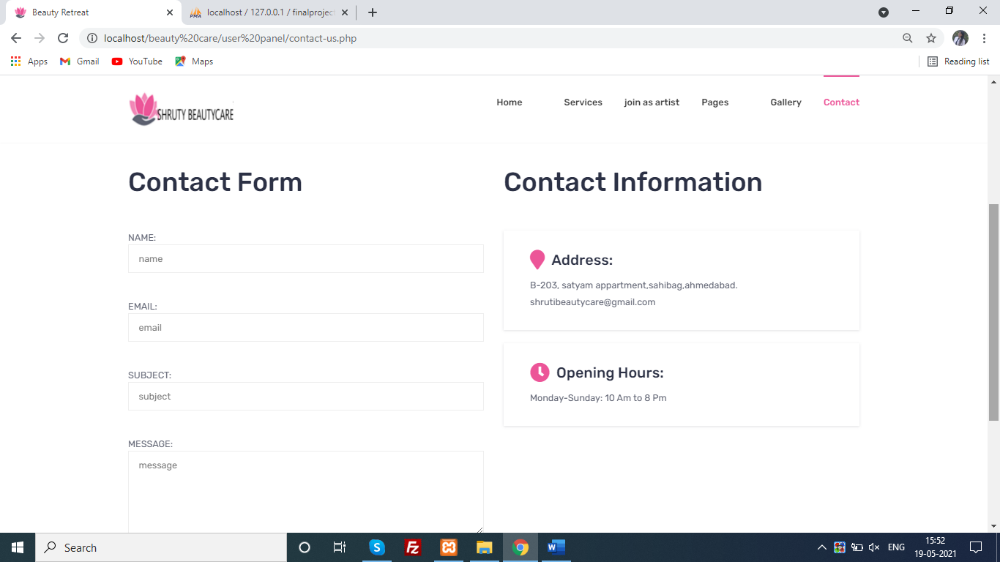 Beauty Retreat
localhost / 127.0.0.1 / finalproject
localhost/beauty%20care/user%20panel/contact-us.php
Apps Gmail YouTube Maps Reading list
SHRUTY BEAUTYCARE
Home Services join as artist Pages Gallery Contact
Contact Form
NAME:
name
EMAIL:
email
SUBJECT:
subject
MESSAGE:
message
Contact Information
Address:
B-203, satyam appartment,sahibag,ahmedabad.
shrutibeautycare@gmail.com
Opening Hours:
Monday-Sunday: 10 Am to 8 Pm
Search
ENG
15:52
19-05-2021